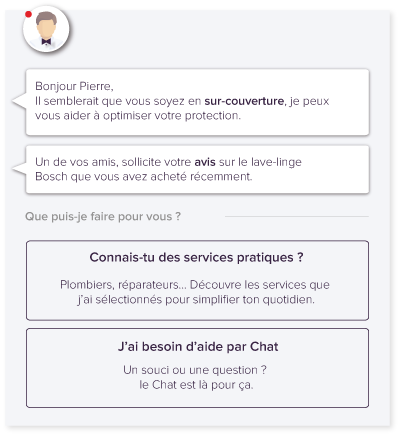 Bonjour Pierre,
Il semblerait que vous soyez en sur-couverture, je peux
vous aider à optimiser votre protection.
Un de vos amis, sollicite votre avis sur le lave-linge
Bosch que vous avez acheté récemment.
Que puis-je faire pour vous ?
Connais-tu des services pratiques ?
Plombiers, réparateurs... Découvre les services que
j'ai sélectionnés pour simplifier ton quotidien.
J'ai besoin d'aide par Chat
Un souci ou une question ?
le Chat est là pour ça.